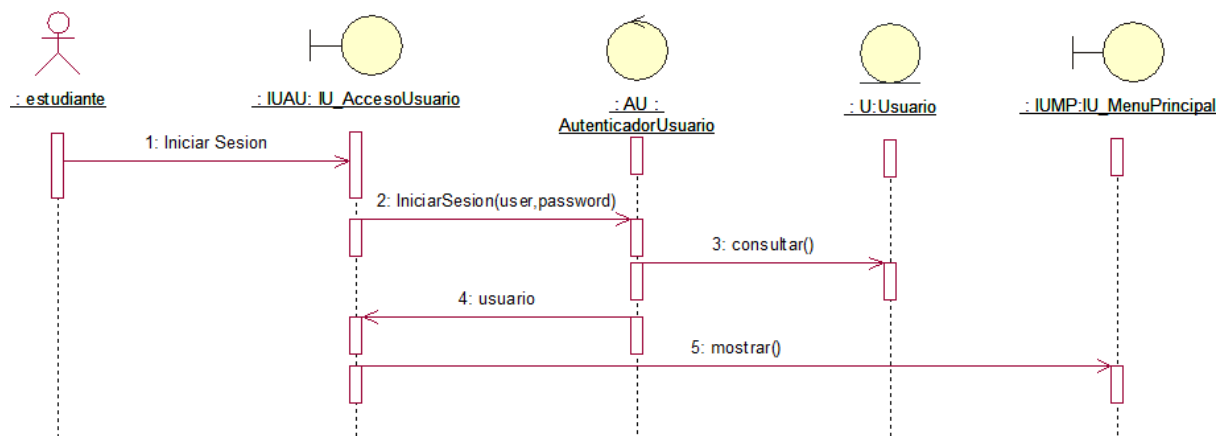 : estudiante
: IUAU: IU_AccesoUsuario
: AU :
AutenticadorUsuario
: U:Usuario
: IUMP:IU_MenuPrincipal
1: Iniciar Sesion
2: IniciarSesion(user,password)
3: consultar()
4: usuario
5: mostrar()